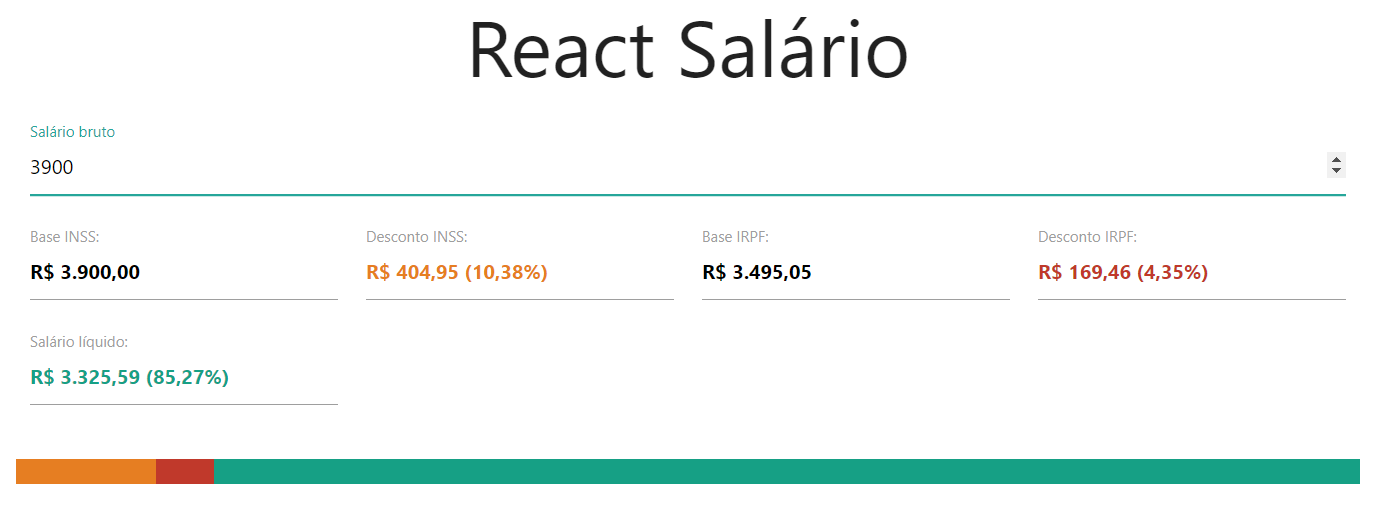 React Salário
Salário bruto
3900
Base INSS:
R$ 3.900,00
Desconto INSS:
R$ 404,95 (10,38%)
Base IRPF:
R$ 3.495,05
Desconto IRPF:
R$ 169,46 (4,35%)
Salário líquido:
R$ 3.325,59 (85,27%)